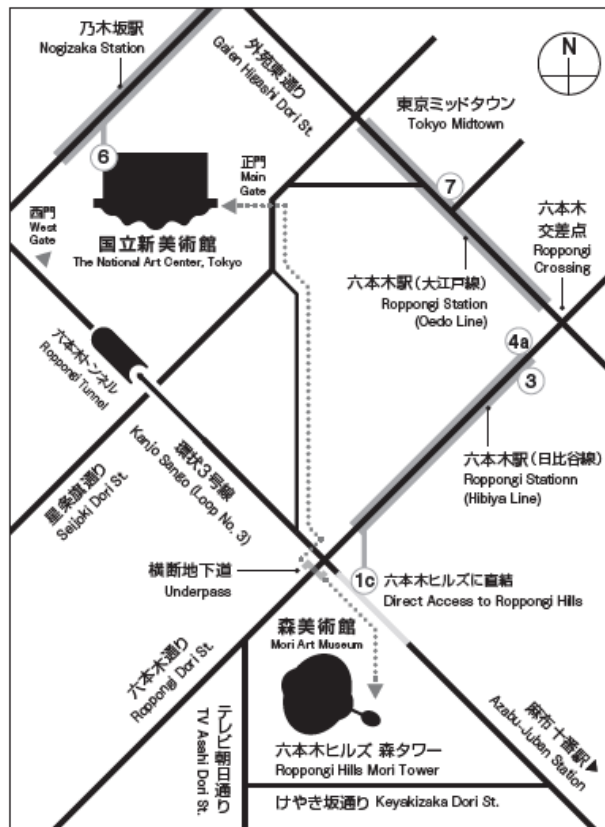 乃木坂駅
Nogizaka Station
外苑東通り
Gaien Higashi Dori St.
N
東京ミッドタウン
Tokyo Midtown
6
正門
Main
Gate
7
六本木
交差点
Roppongi
Crossing
西門
West
Gate
国立新美術館
The National Art Center, Tokyo
六本木駅(大江戸線)
Roppongi Station
(Oedo Line)
4a
3
六本木トンネル
Roppongi Tunnel
環状3号線
Kanjo Sango (Loop No. 3)
星条旗通り
Seijoki Dori St.
六本木駅(日比谷線)
Roppongi Stationn
(Hibiya Line)
横断地下道
Underpass
1c
六本木ヒルズに直結
Direct Access to Roppongi Hills
森美術館
Mori Art Museum
六本木通り
Roppongi Dori St.
テレビ朝日通り
TV Asahi Dori St.
六本木ヒルズ 森タワー
Roppongi Hills Mori Tower
麻布十番駅
Azabu-Juban Station
けやき坂通り Keyakizaka Dori St.